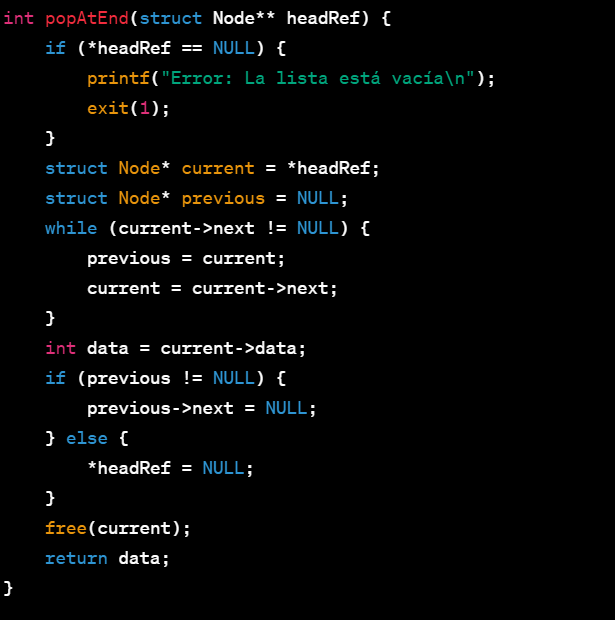 int popAtEnd(struct Node** headRef) {
    if (*headRef == NULL) {
        printf("Error: La lista está vacía\n");
        exit(1);
    }
    struct Node* current = *headRef;
    struct Node* previous = NULL;
    while (current->next != NULL) {
        previous = current;
        current = current->next;
    }
    int data = current->data;
    if (previous != NULL) {
        previous->next = NULL;
    } else {
        *headRef = NULL;
    }
    free(current);
    return data;
}